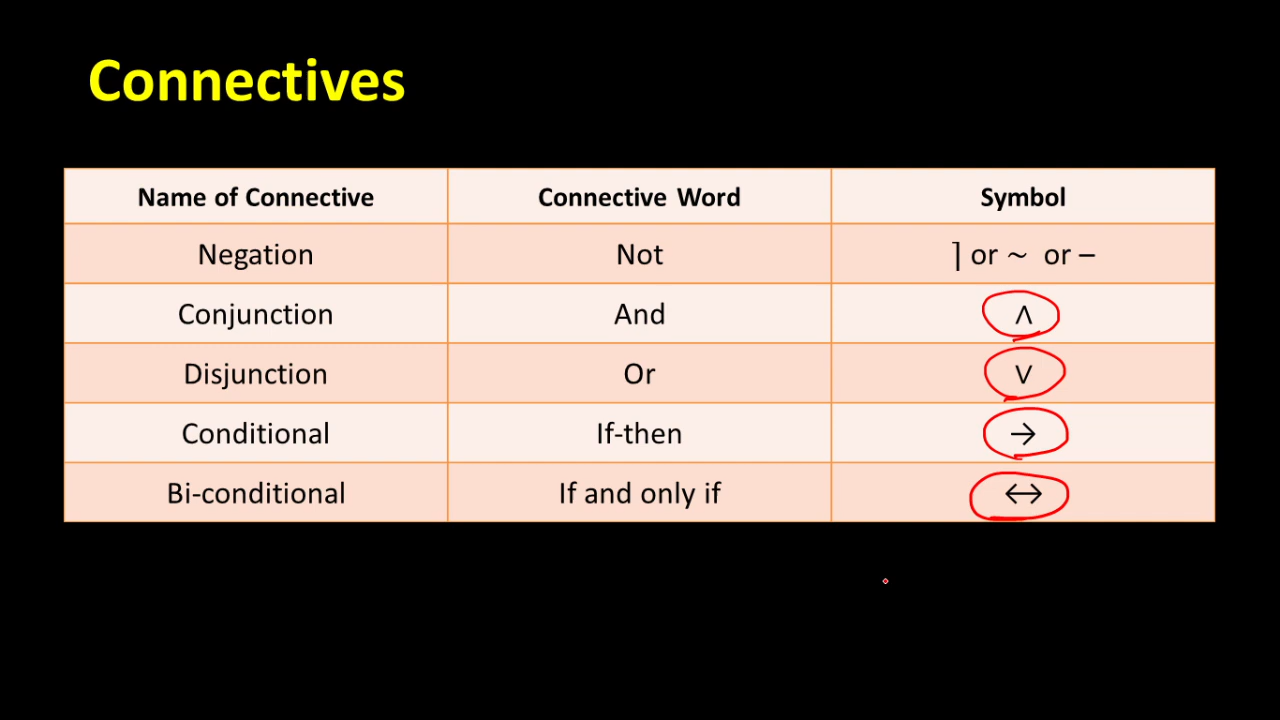 Connectives
Name of Connective Connective Word Symbol
Negation Not ⌉ or ~ or –
Conjunction And ∧
Disjunction Or ∨
Conditional If-then →
Bi-conditional If and only if ↔